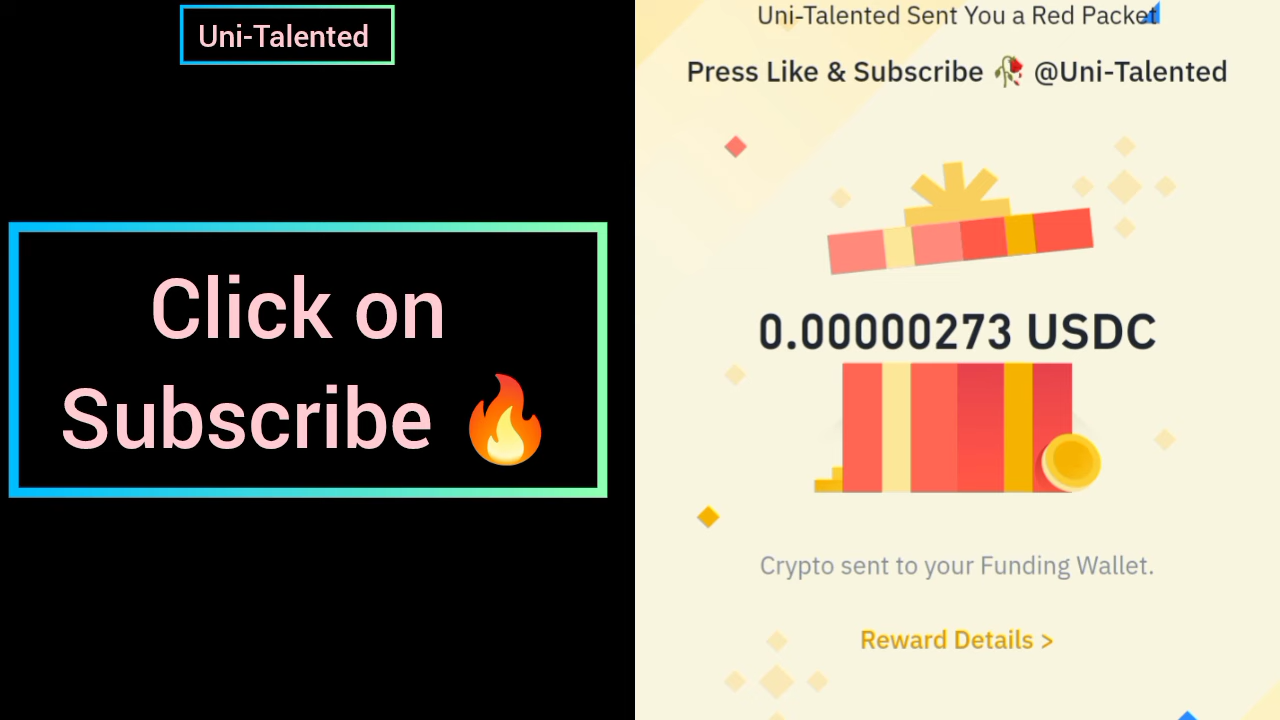 Uni-Talented
Click on
Subscribe 🔥
Uni-Talented Sent You a Red Packet
Press Like & Subscribe 🥀 @Uni-Talented
0.00000273 USDC
Crypto sent to your Funding Wallet.
Reward Details >